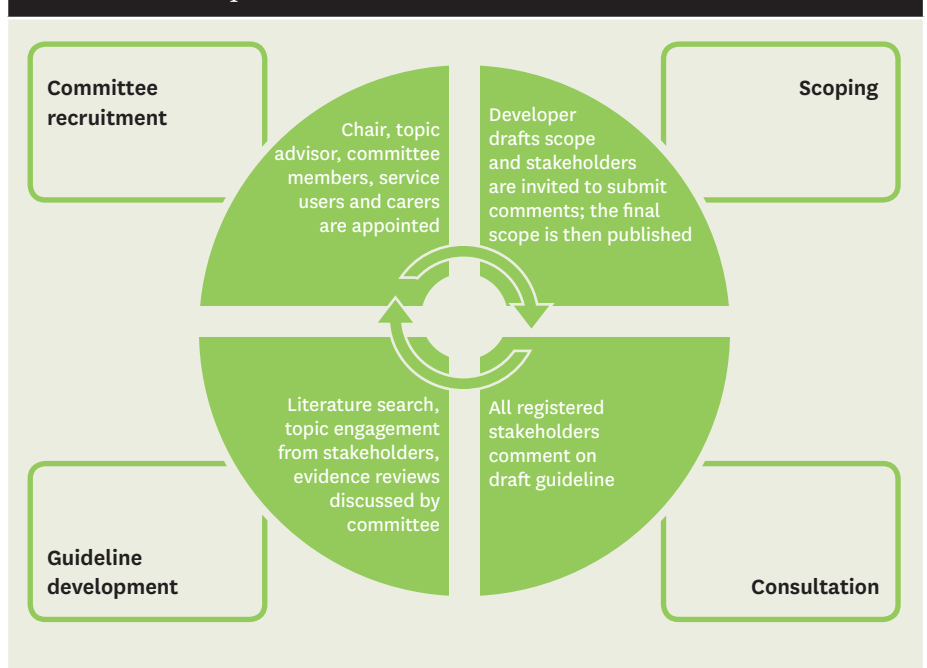 Committee
recruitment
Chair, topic
advisor, committee
members, service
users and carers
are appointed
Developer
drafts scope
and stakeholders
are invited to submit
comments; the final
scope is then published
Scoping
Guideline
development
Literature search,
topic engagement
from stakeholders,
evidence reviews
discussed by
committee
All registered
stakeholders
comment on
draft guideline
Consultation